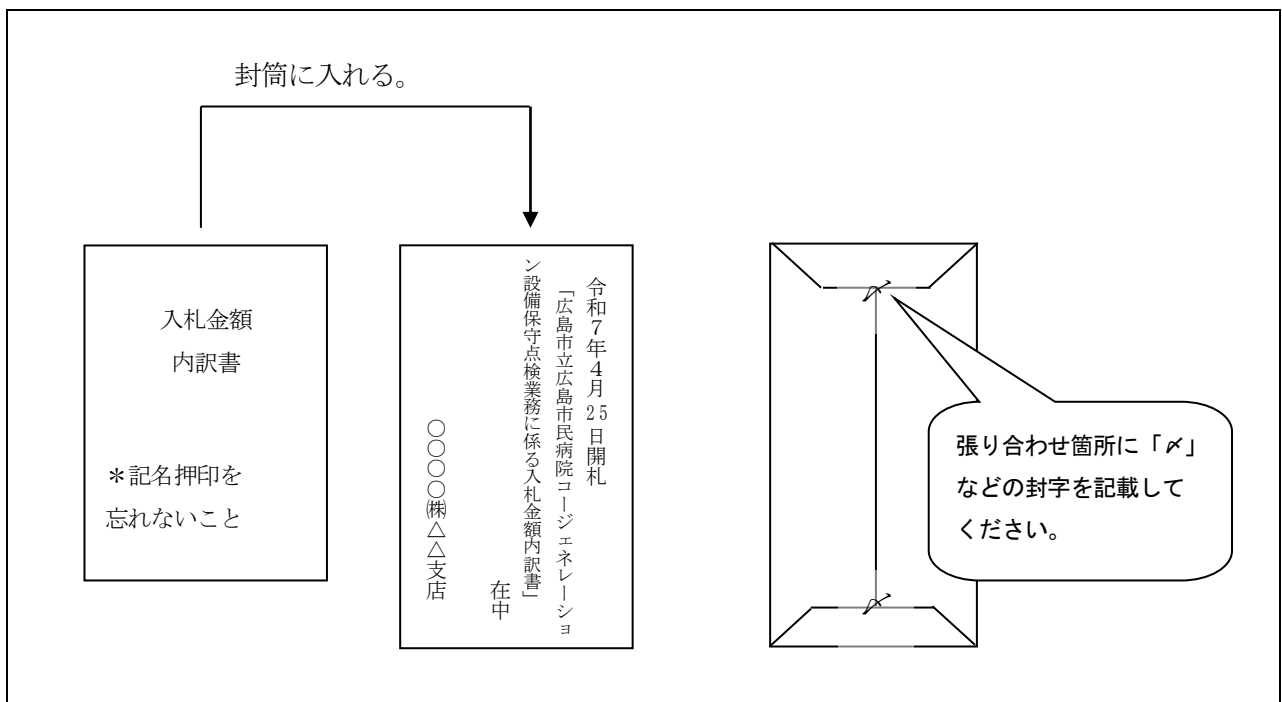 封筒に入れる。
入札金額
内訳書
＊記名押印を
忘れないこと
令和７年４月25日開札
「広島市立広島市民病院コージェネレーショ
ン設備保守点検業務に係る入札金額内訳書」
在中
○○○○㈱△△支店
〆
〆
張り合わせ箇所に「〆」
などの封字を記載して
ください。